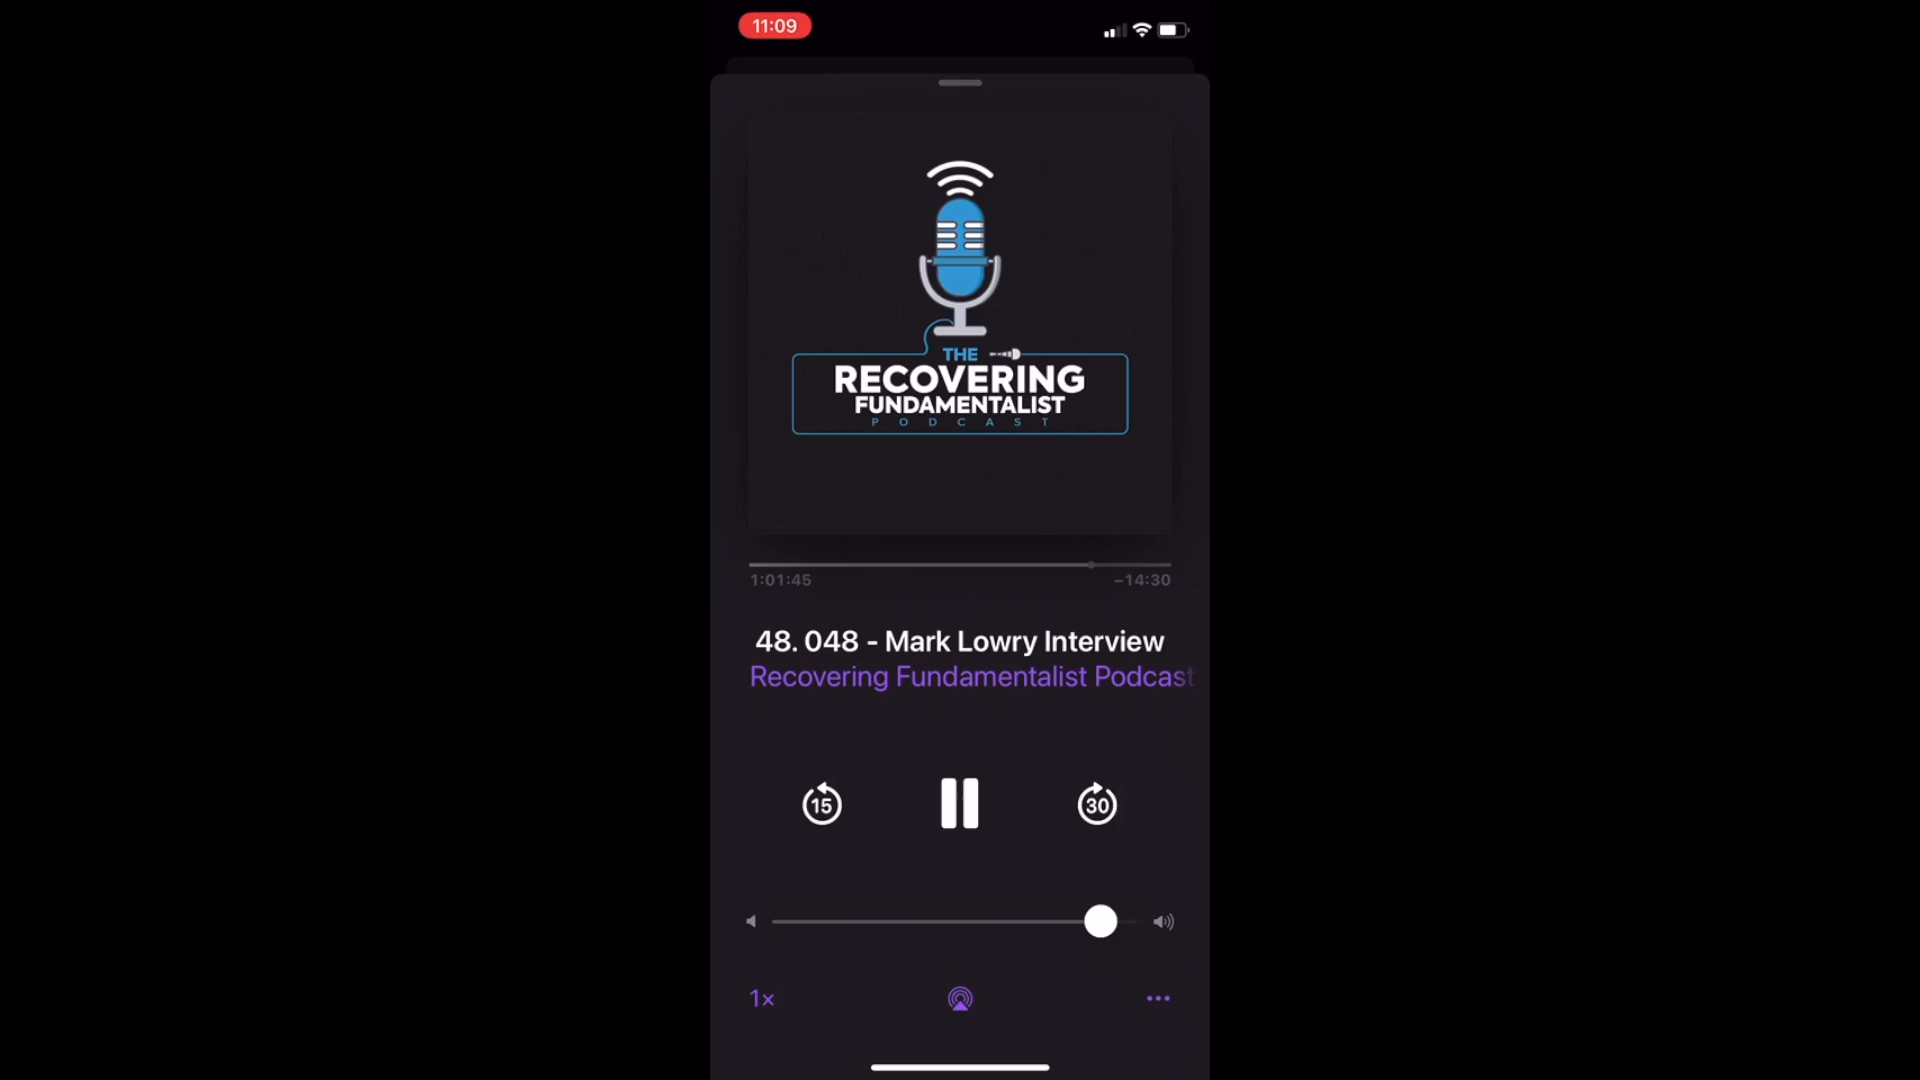 11:09
THE
RECOVERING
FUNDAMENTALIST
PODCAST
1:01:45
–14:30
48. 048 - Mark Lowry Interview
Recovering Fundamentalist Podcast
15
30
1×